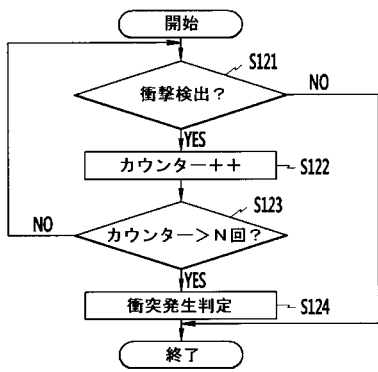 開始
S121
衝撃検出？
NO
YES
カウンター＋＋
S122
S123
NO
カウンター＞N回？
YES
衝突発生判定
S124
終了